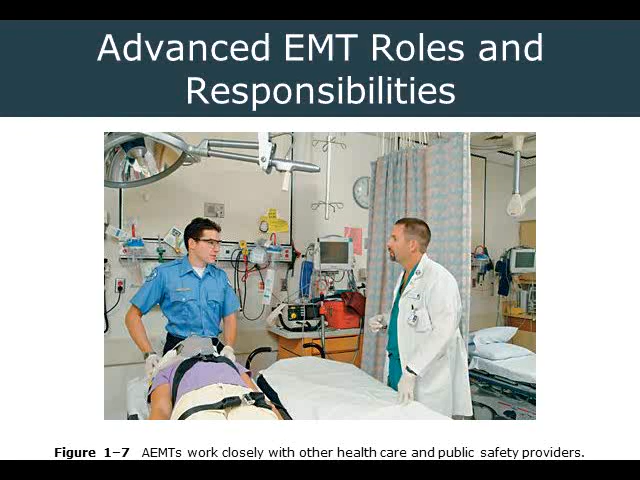 Advanced EMT Roles and
Responsibilities
Figure 1–7 AEMTs work closely with other health care and public safety providers.